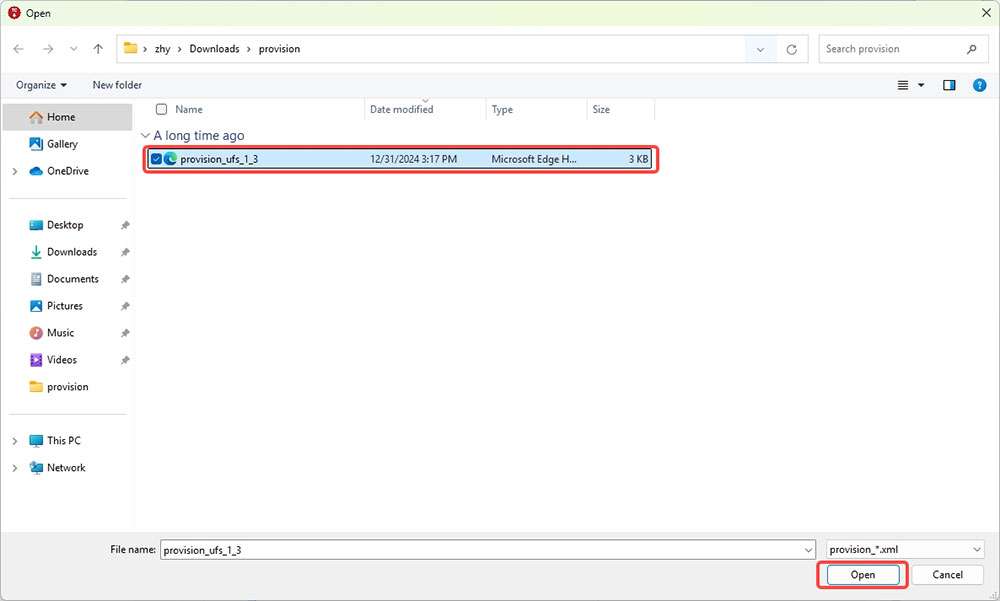 Open
zhy > Downloads > provision
Search provision
Organize
New folder
Name
Date modified
Type
Size
Home
Gallery
OneDrive
Desktop
Downloads
Documents
Pictures
Music
Videos
provision
This PC
Network
A long time ago
provision_ufs_1_3 12/31/2024 3:17 PM Microsoft Edge H... 3 KB
File name: provision_ufs_1_3
provision_*.xml
Open
Cancel